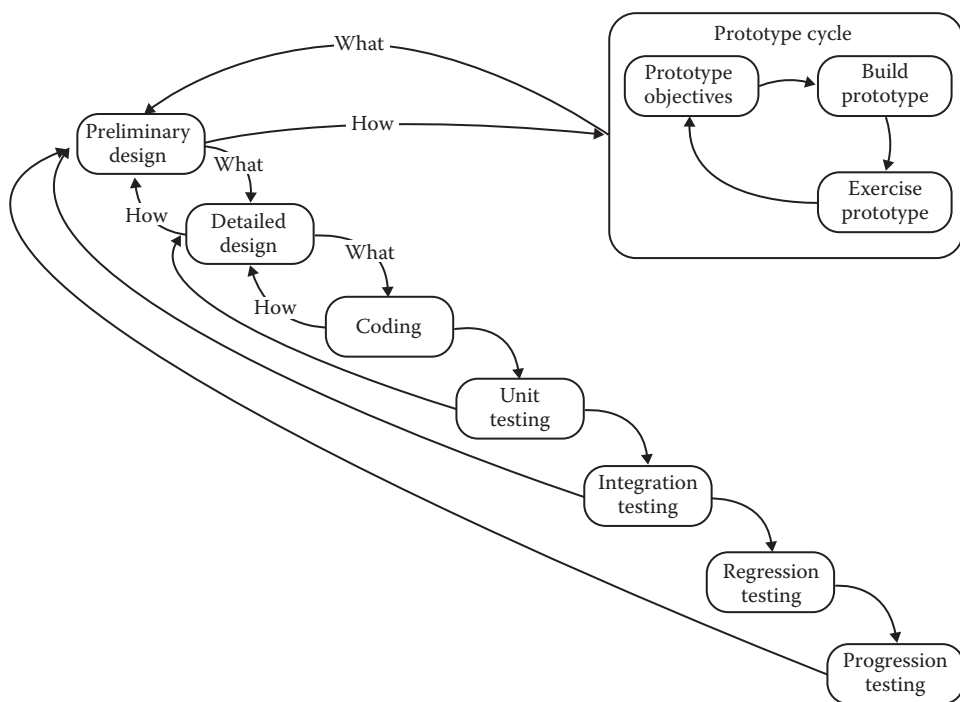 What
Prototype cycle
Prototype
objectives
Build
prototype
Preliminary
design
How
What
Exercise
prototype
How
Detailed
design
What
How
Coding
Unit
testing
Integration
testing
Regression
testing
Progression
testing